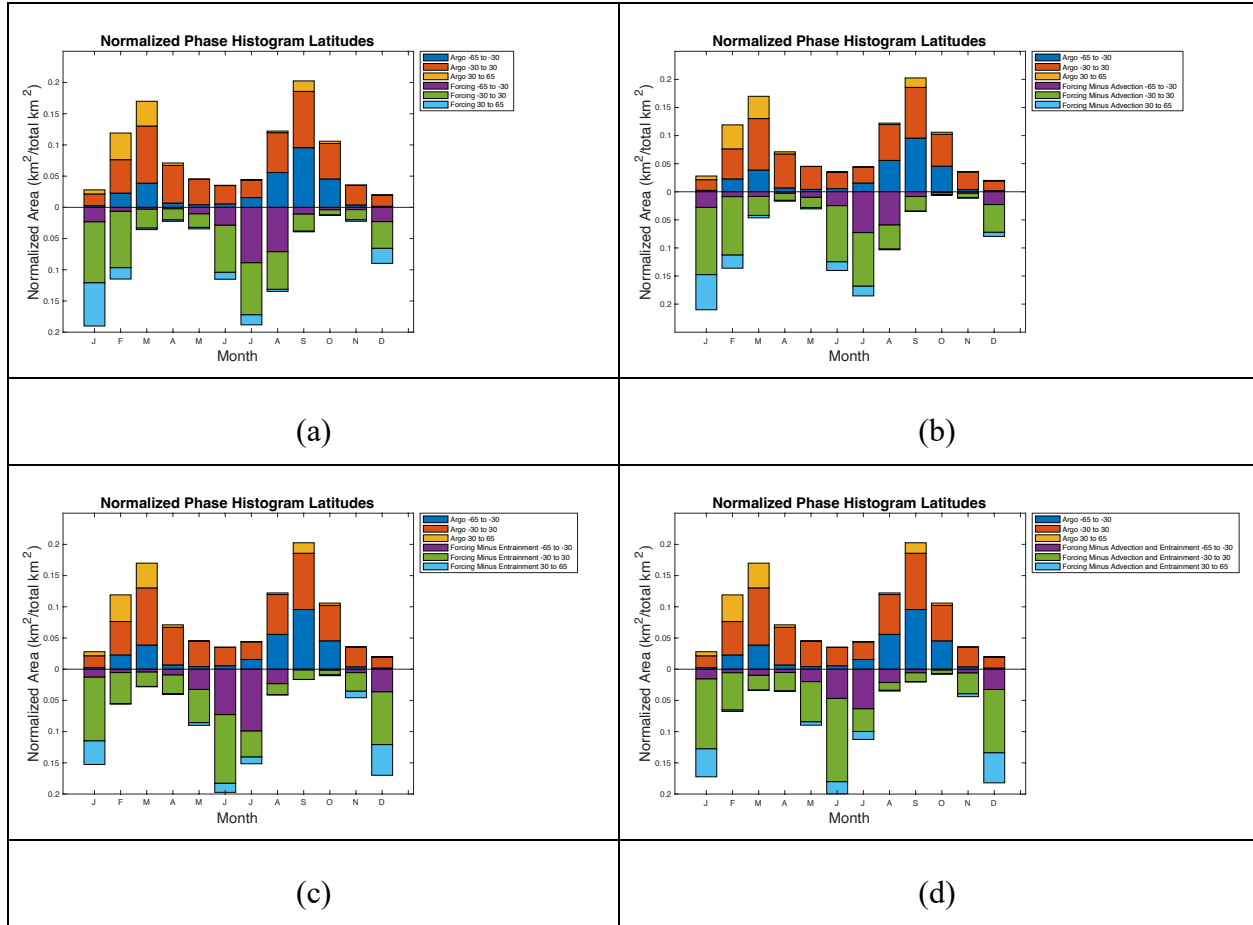 Normalized Phase Histogram Latitudes
Normalized Area (km²/total km²)
0.2
0.15
0.1
0.05
0
0.05
0.1
0.15
0.2
J F M A M J J A S O N D
Month
Argo -65 to -30
Argo -30 to 30
Argo 30 to 65
Forcing -65 to -30
Forcing -30 to 30
Forcing 30 to 65
Normalized Phase Histogram Latitudes
Normalized Area (km²/total km²)
0.2
0.15
0.1
0.05
0
0.05
0.1
0.15
0.2
J F M A M J J A S O N D
Month
Argo -65 to -30
Argo -30 to 30
Argo 30 to 65
Forcing Minus Advection -65 to -30
Forcing Minus Advection -30 to 30
Forcing Minus Advection 30 to 65
(a)
(b)
Normalized Phase Histogram Latitudes
Normalized Area (km²/total km²)
0.2
0.15
0.1
0.05
0
0.05
0.1
0.15
0.2
J F M A M J J A S O N D
Month
Argo -65 to -30
Argo -30 to 30
Argo 30 to 65
Forcing Minus Entrainment -65 to -30
Forcing Minus Entrainment -30 to 30
Forcing Minus Entrainment 30 to 65
Normalized Phase Histogram Latitudes
Normalized Area (km²/total km²)
0.2
0.15
0.1
0.05
0
0.05
0.1
0.15
0.2
J F M A M J J A S O N D
Month
Argo -65 to -30
Argo -30 to 30
Argo 30 to 65
Forcing Minus Advection and Entrainment -65 to -30
Forcing Minus Advection and Entrainment -30 to 30
Forcing Minus Advection and Entrainment 30 to 65
(c)
(d)